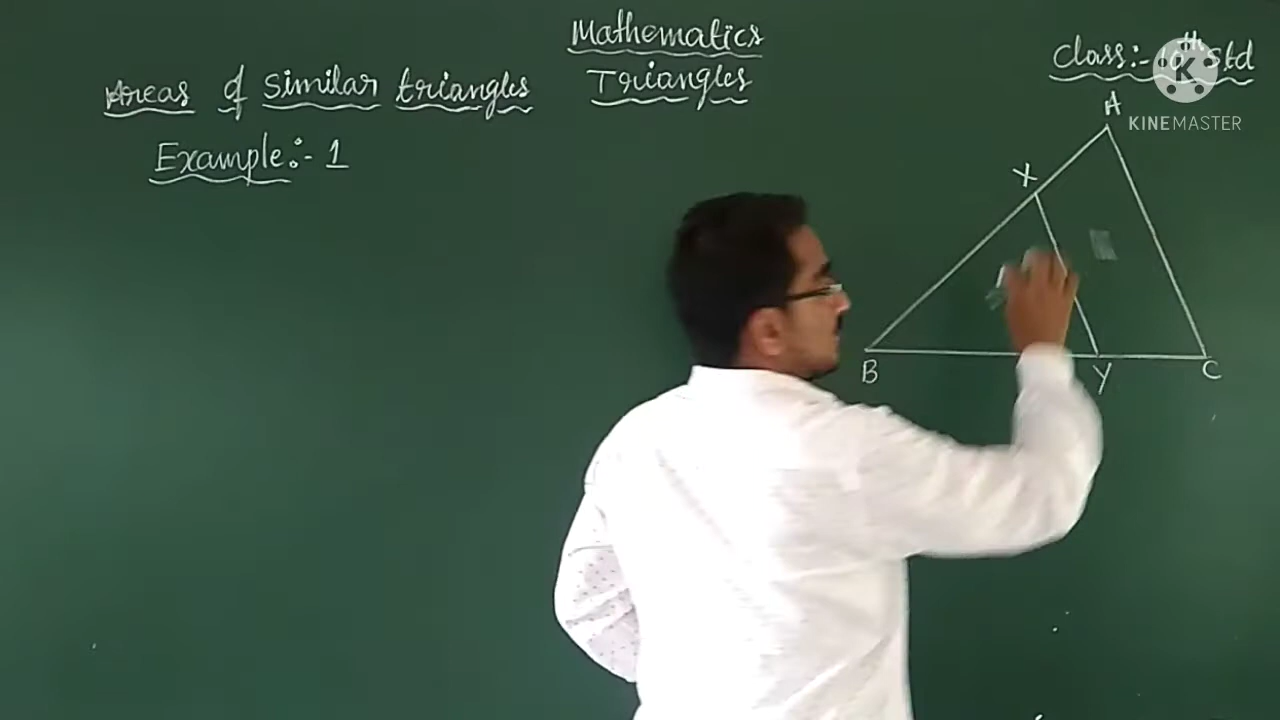 Mathematics
Class:- 10th Std
Areas of Similar triangles
Triangles
Example:- 1
K
KINEMASTER
A
X
B
Y
C